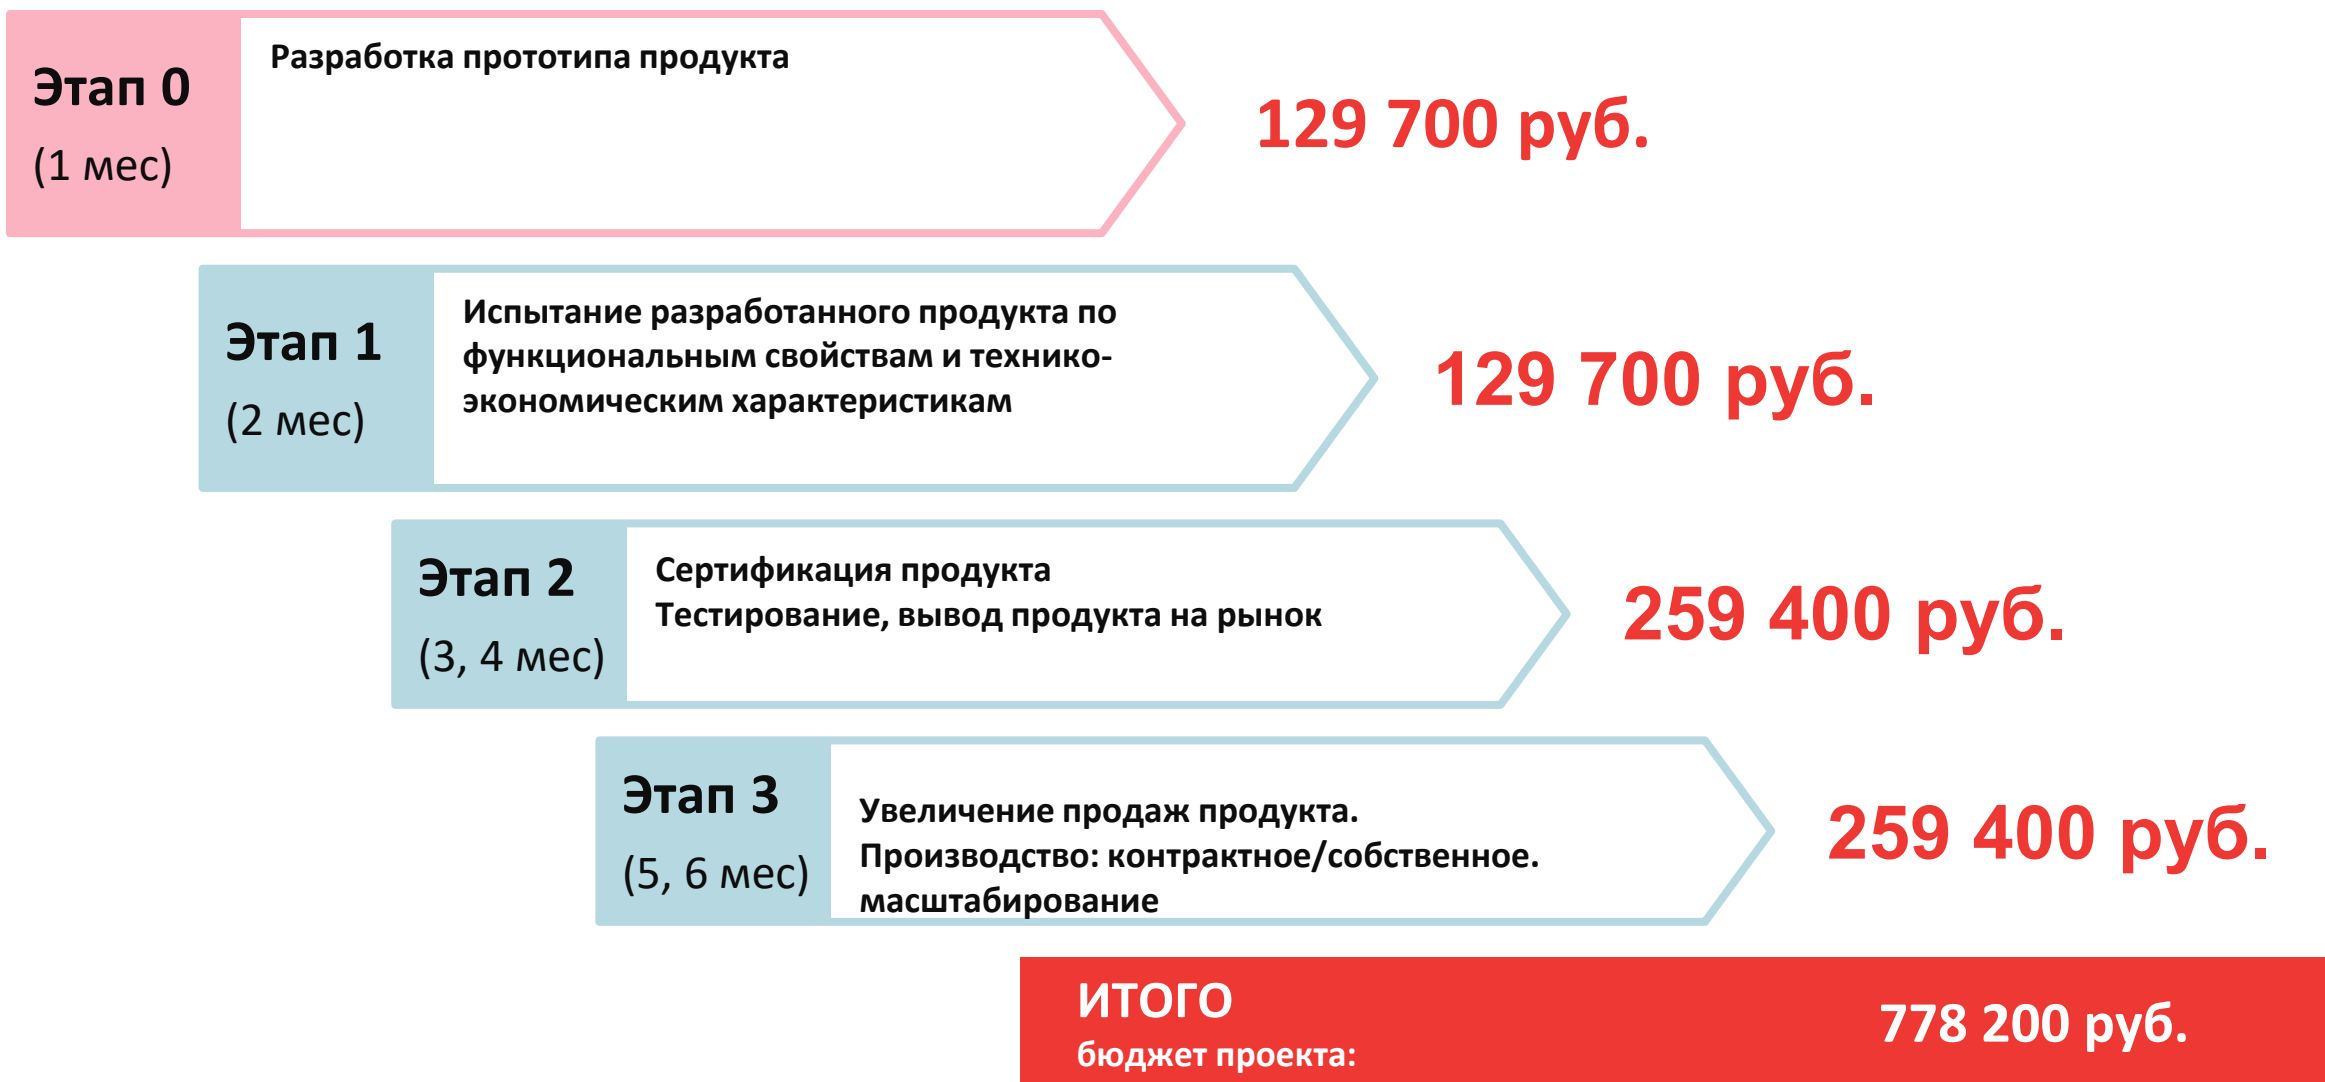 Этап 0
(1 мес)
Разработка прототипа продукта
129 700 руб.
Этап 1
(2 мес)
Испытание разработанного продукта по
функциональным свойствам и технико-
экономическим характеристикам
129 700 руб.
Этап 2
(3, 4 мес)
Сертификация продукта
Тестирование, вывод продукта на рынок
259 400 руб.
Этап 3
(5, 6 мес)
Увеличение продаж продукта.
Производство: контрактное/собственное.
масштабирование
259 400 руб.
ИТОГО
бюджет проекта:
778 200 руб.